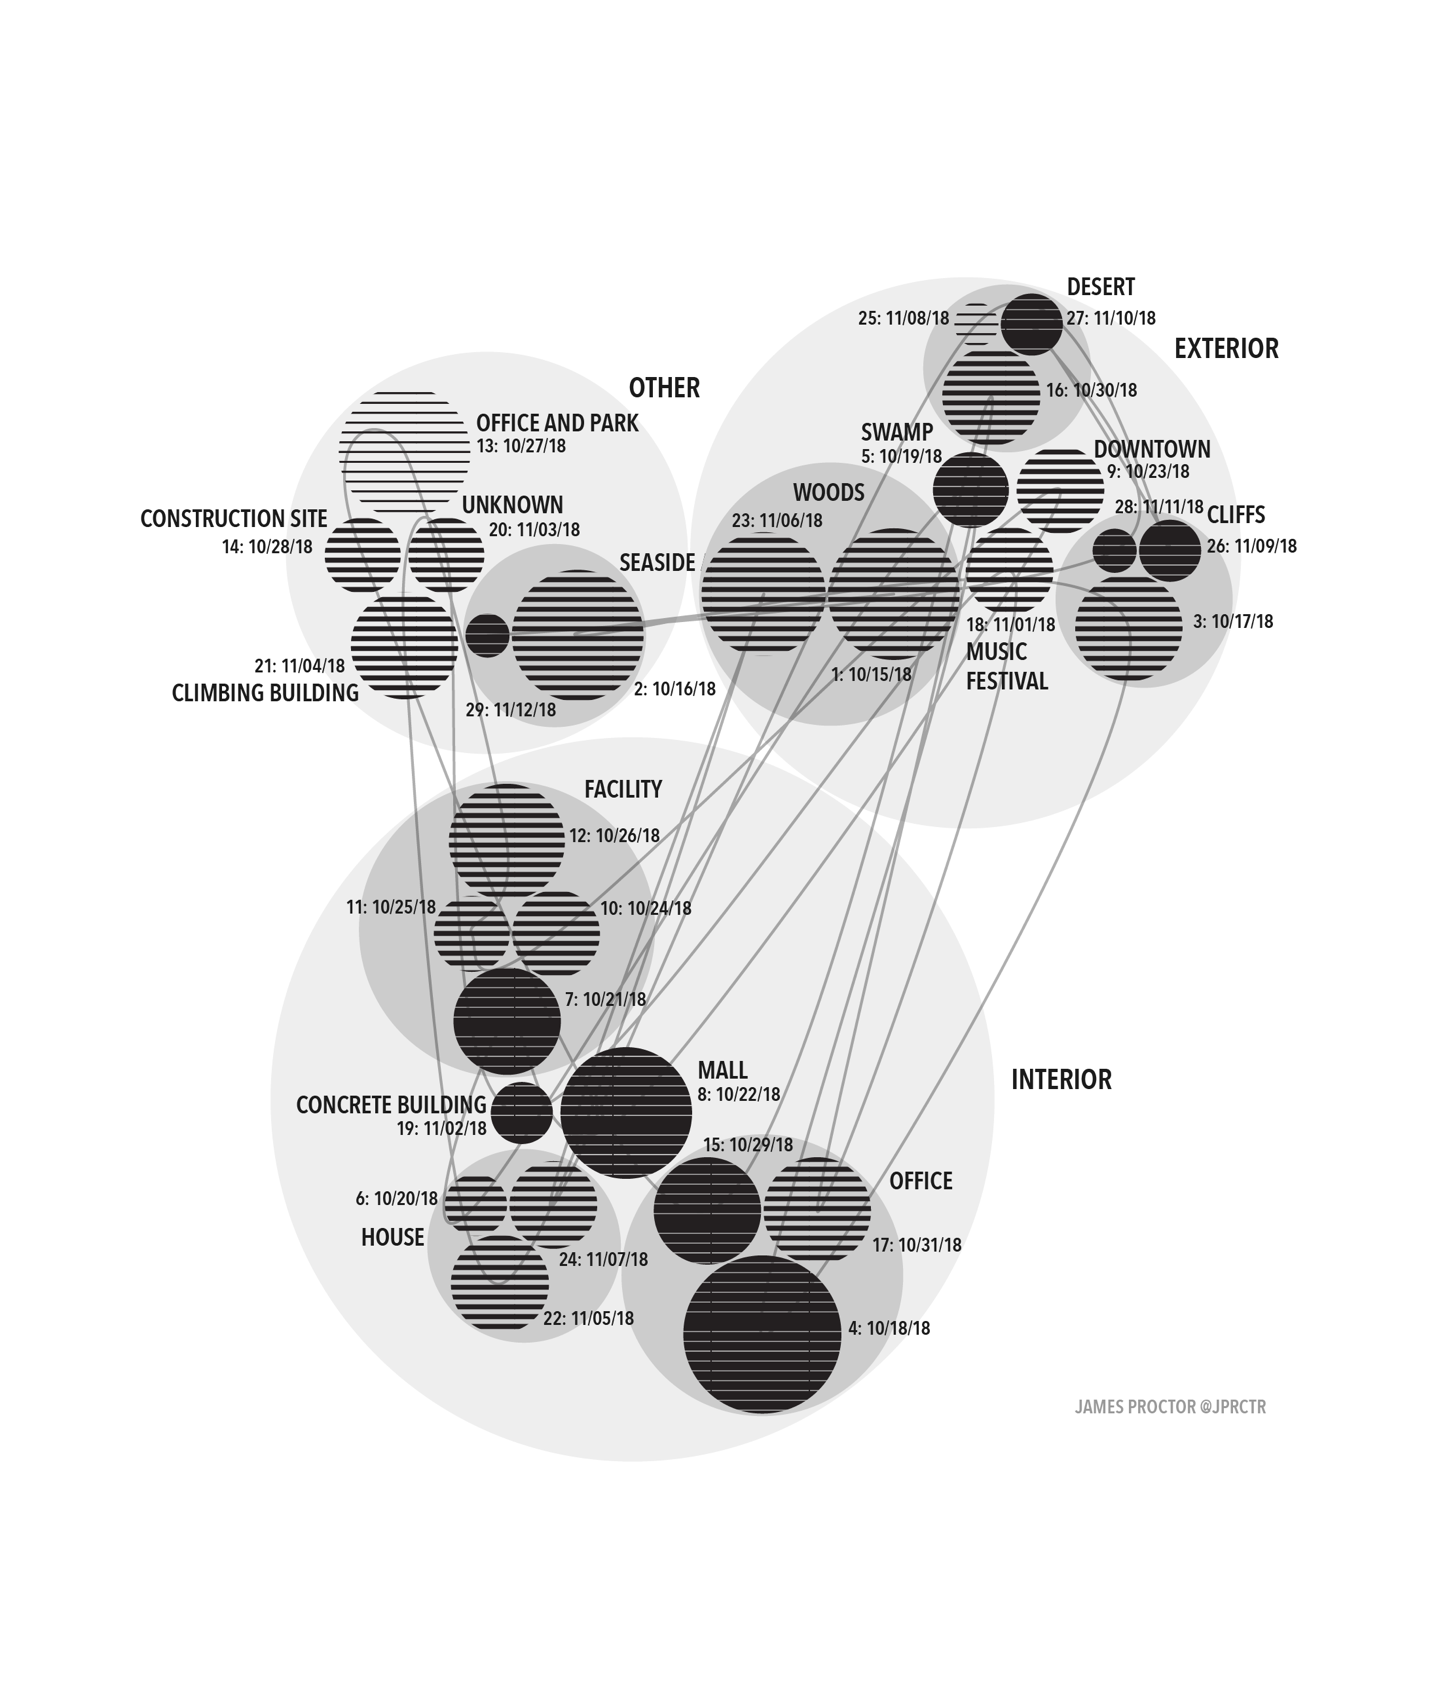 DESERT
25: 11/08/18
27: 11/10/18
EXTERIOR
OTHER
16: 10/30/18
OFFICE AND PARK
13: 10/27/18
SWAMP
5: 10/19/18
DOWNTOWN
9: 10/23/18
WOODS
23: 11/06/18
UNKNOWN
20: 11/03/18
28: 11/11/18
CLIFFS
26: 11/09/18
CONSTRUCTION SITE
14: 10/28/18
SEASIDE
3: 10/17/18
18: 11/01/18
MUSIC
FESTIVAL
21: 11/04/18
CLIMBING BUILDING
1: 10/15/18
2: 10/16/18
29: 11/12/18
FACILITY
12: 10/26/18
11: 10/25/18
10: 10/24/18
7: 10/21/18
MALL
8: 10/22/18
INTERIOR
CONCRETE BUILDING
19: 11/02/18
15: 10/29/18
OFFICE
6: 10/20/18
HOUSE
17: 10/31/18
24: 11/07/18
22: 11/05/18
4: 10/18/18
JAMES PROCTOR @JPRCTR